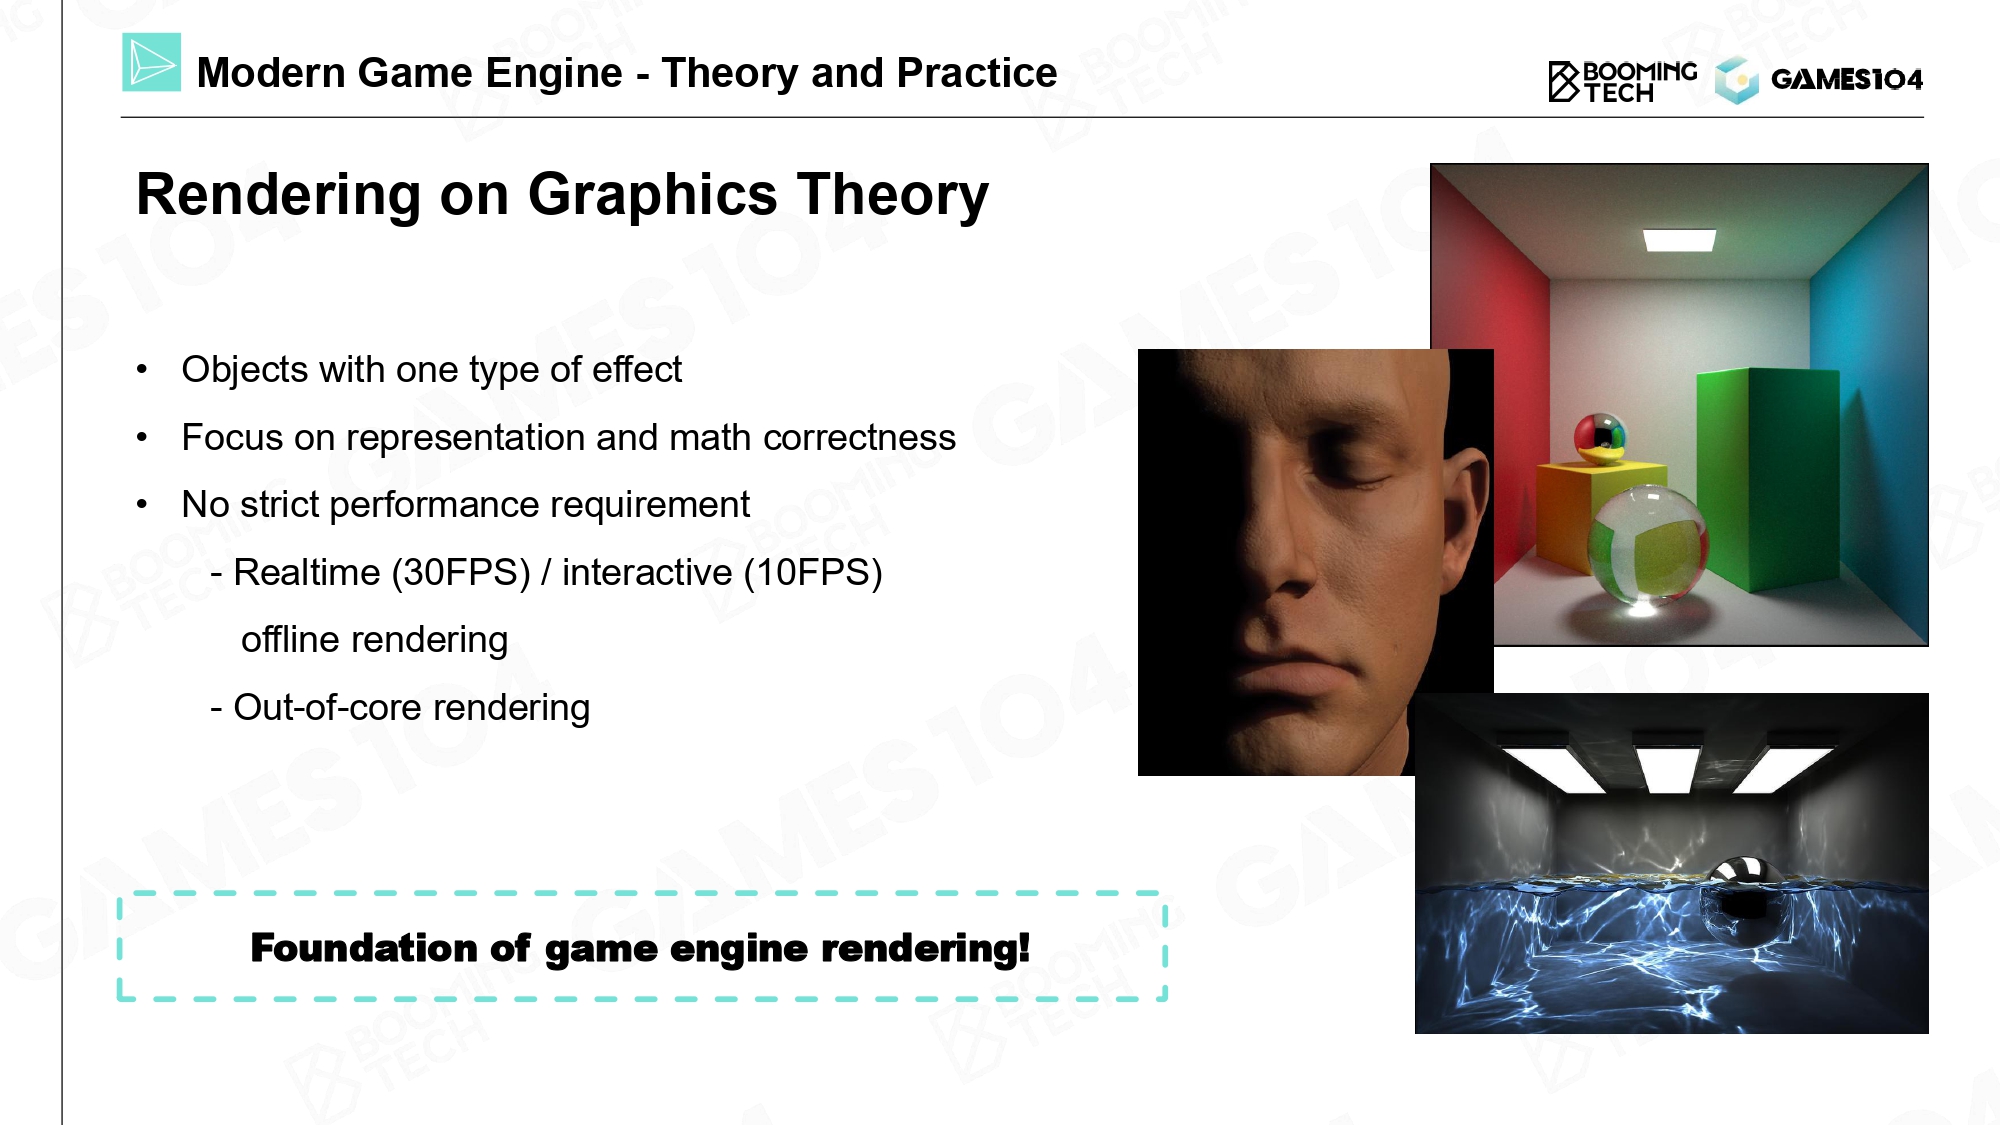 Modern Game Engine - Theory and Practice
BOOMING
TECH
GAMES104
Rendering on Graphics Theory
• Objects with one type of effect
• Focus on representation and math correctness
• No strict performance requirement
- Realtime (30FPS) / interactive (10FPS)
offline rendering
- Out-of-core rendering
Foundation of game engine rendering!